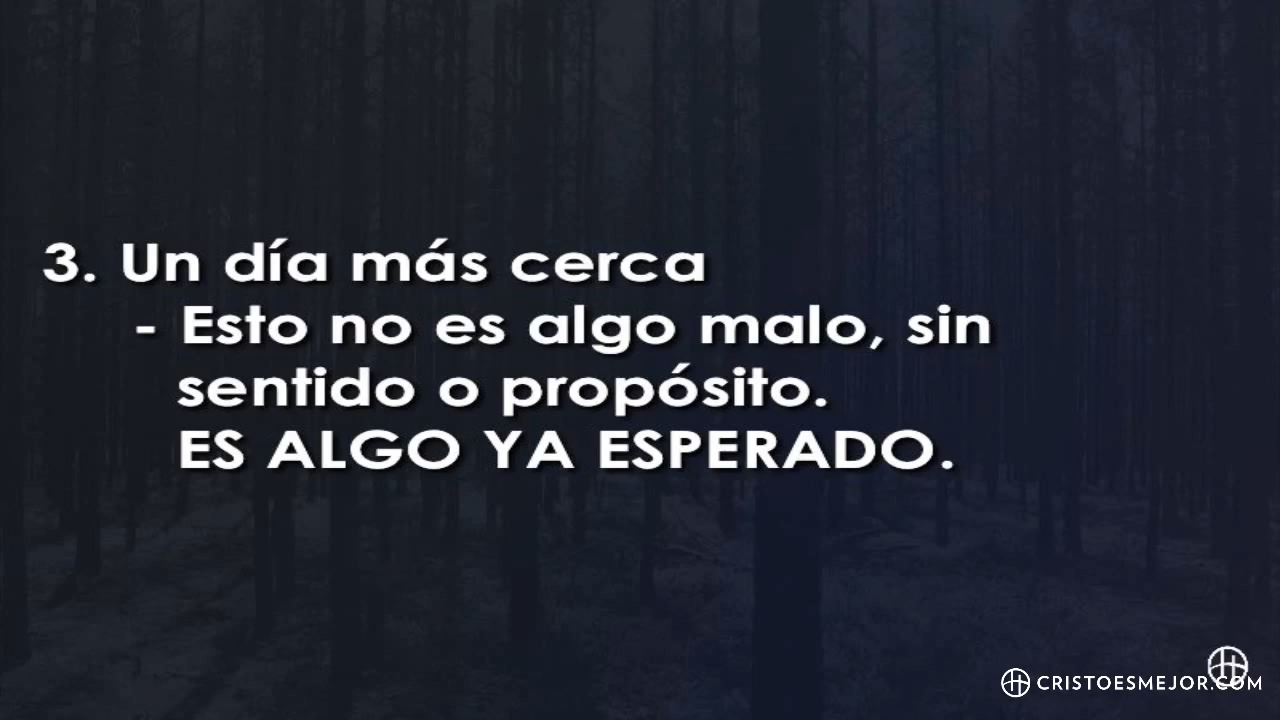 3. Un día más cerca
- Esto no es algo malo, sin
sentido o propósito.
ES ALGO YA ESPERADO.
CRISTOESMEJOR.COM